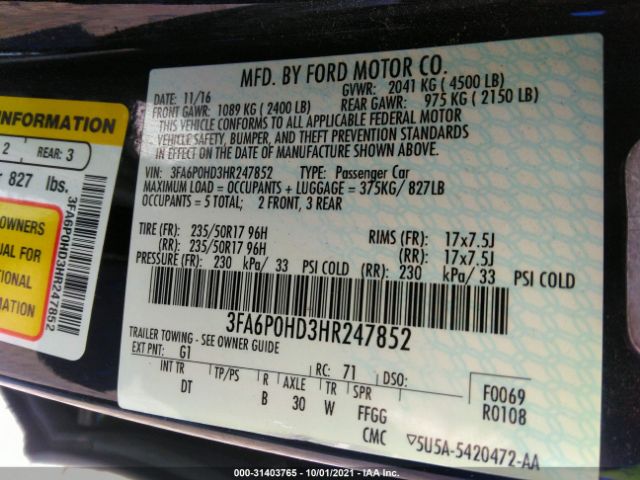 MFD. BY FORD MOTOR CO.
DATE: 11/16 GVWR: 2041 KG ( 4500 LB)
FRONT GAWR: 1089 KG ( 2400 LB) REAR GAWR: 975 KG ( 2150 LB)
THIS VEHICLE CONFORMS TO ALL APPLICABLE FEDERAL MOTOR
VEHICLE SAFETY, BUMPER, AND THEFT PREVENTION STANDARDS
IN EFFECT ON THE DATE OF MANUFACTURE SHOWN ABOVE.
VIN: 3FA6P0HD3HR247852 TYPE: Passenger Car
MAXIMUM LOAD = OCCUPANTS + LUGGAGE = 375KG/ 827LB
OCCUPANTS = 5 TOTAL; 2 FRONT, 3 REAR
TIRE (FR): 235/50R17 96H RIMS (FR): 17x7.5J
(RR): 235/50R17 96H (RR): 17x7.5J
PRESSURE (FR): 230 kPa/ 33 PSI COLD (RR): 230 kPa/ 33 PSI COLD
3FA6P0HD3HR247852
TRAILER TOWING - SEE OWNER GUIDE
EXT PNT: G1 RC: 71 DSO:
INT TR TP/PS R AXLE TR SPR
DT B 30 W FFGG
CMC
F0069
R0108
5U5A-5420472-AA
INFORMATION
2 REAR: 3
827 lbs.
OWNERS
UAL FOR
TIONAL
MATION
3FA6P0HD3HR247852
000-31403765 - 10/01/2021 - IAA Inc.